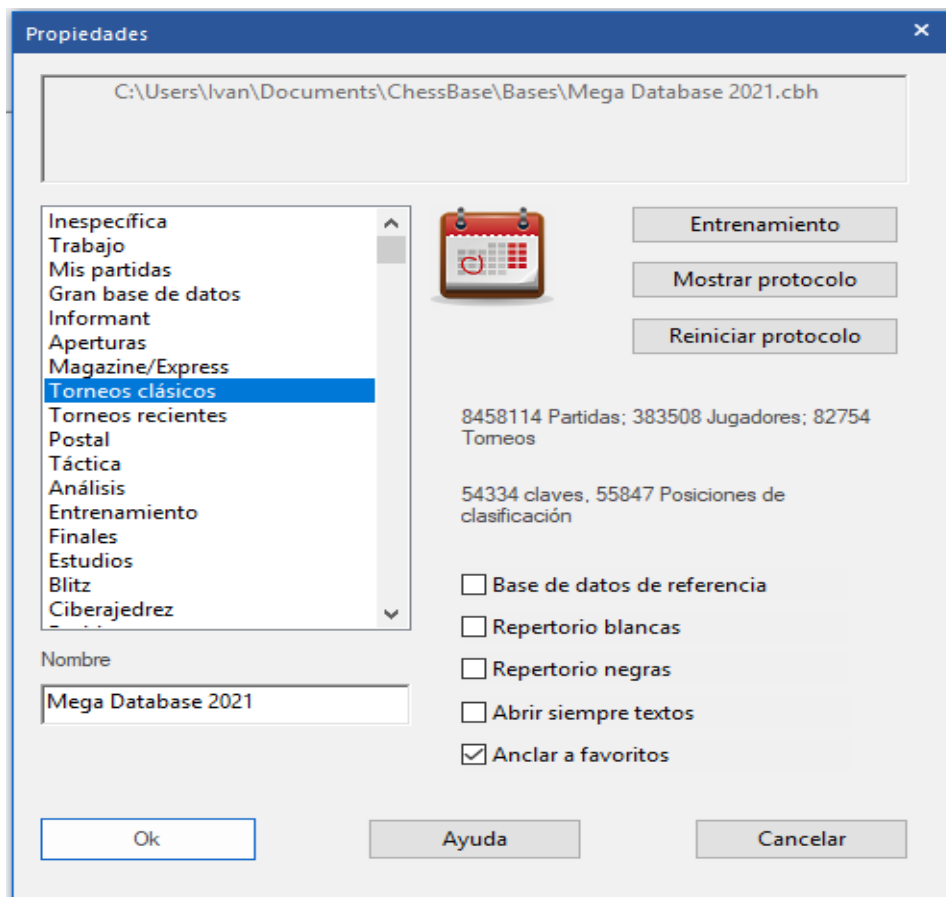 Propiedades
C:\Users\Ivan\Documents\ChessBase\Bases\Mega Database 2021.cbh
Inespecífica
Trabajo
Mis partidas
Gran base de datos
Informant
Aperturas
Magazine/Express
Torneos clásicos
Torneos recientes
Postal
Táctica
Análisis
Entrenamiento
Finales
Estudios
Blitz
Ciberajedrez
Entrenamiento
Mostrar protocolo
Reiniciar protocolo
8458114 Partidas; 383508 Jugadores; 82754
Torneos
54334 claves, 55847 Posiciones de
clasificación
Base de datos de referencia
Repertorio blancas
Repertorio negras
Abrir siempre textos
Anclar a favoritos
Nombre
Mega Database 2021
Ok
Ayuda
Cancelar